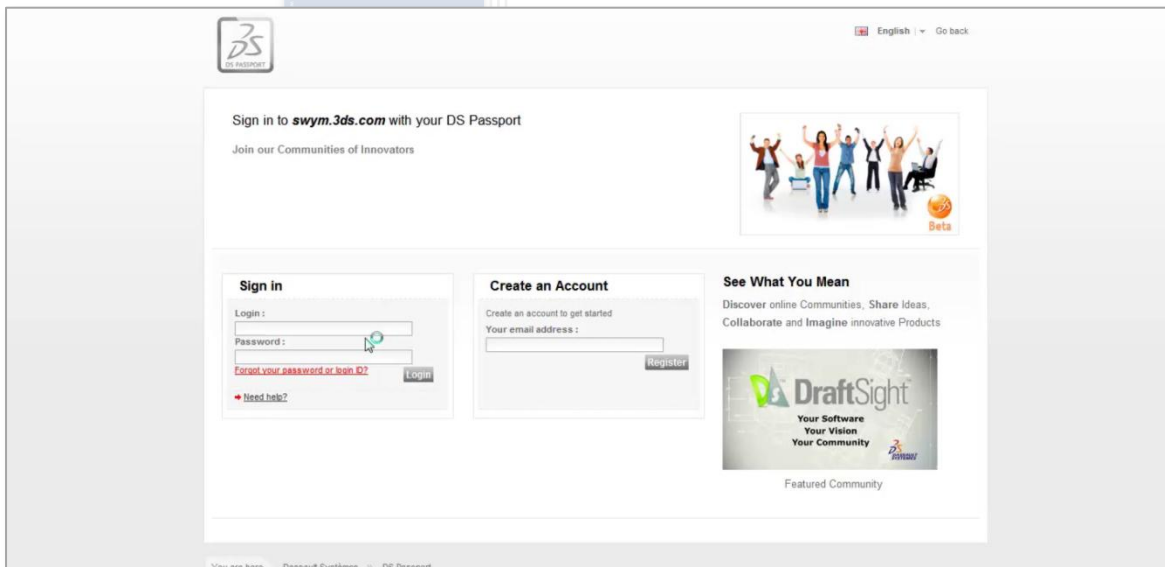 DS PASSPORT
English Go back
Sign in to swym.3ds.com with your DS Passport
Join our Communities of Innovators
Beta
Sign in
Login :
Password :
Forgot your password or login ID?
Login
Need help?
Create an Account
Create an account to get started
Your email address :
Register
See What You Mean
Discover online Communities, Share Ideas,
Collaborate and Imagine innovative Products
DraftSight
Your Software
Your Vision
Your Community
DASSAULT
SYSTEMES
Featured Community
You are here Dassault Systèmes DS Passport